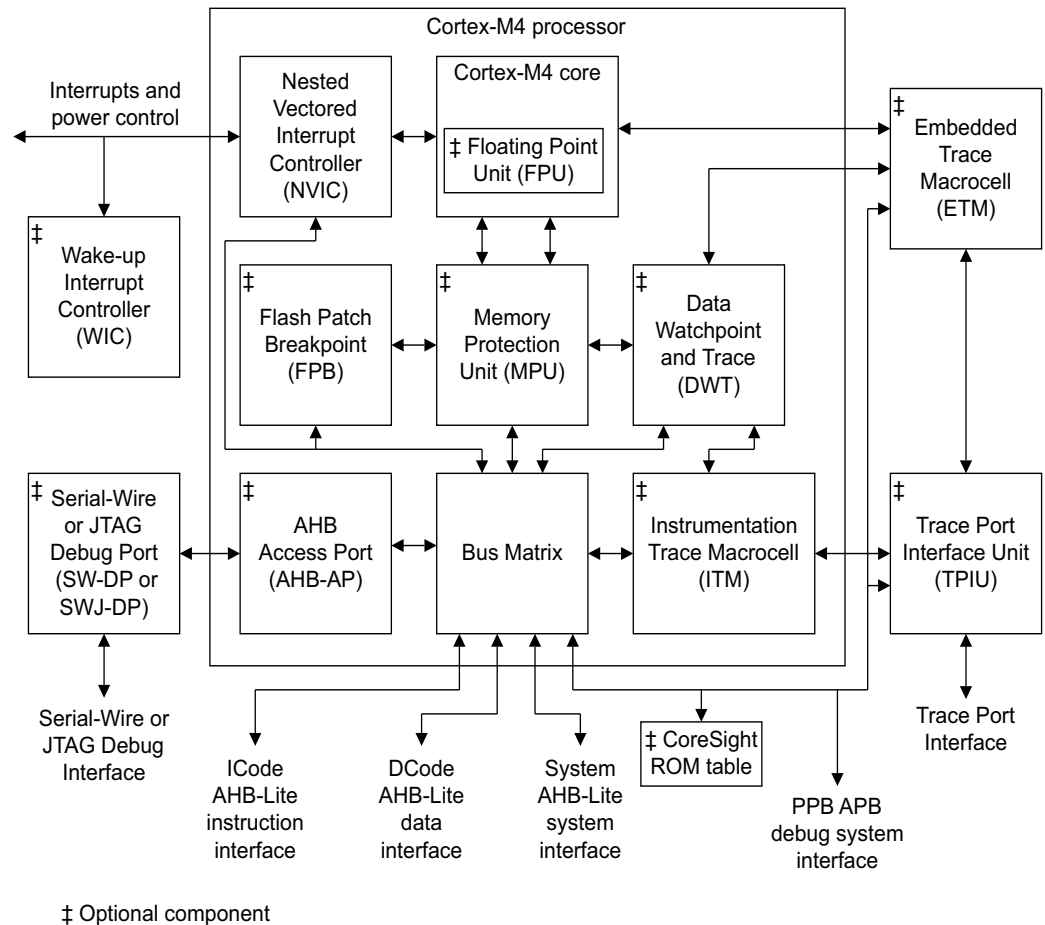 Cortex-M4 processor
Interrupts and
power control
Nested
Vectored
Interrupt
Controller
(NVIC)
Cortex-M4 core
‡ Floating Point
Unit (FPU)
‡
Embedded
Trace
Macrocell
(ETM)
‡
Wake-up
Interrupt
Controller
(WIC)
‡
Flash Patch
Breakpoint
(FPB)
‡
Memory
Protection
Unit (MPU)
‡
Data
Watchpoint
and Trace
(DWT)
‡ Serial-Wire
or JTAG
Debug Port
(SW-DP or
SWJ-DP)
‡
AHB
Access Port
(AHB-AP)
Bus Matrix
‡
Instrumentation
Trace Macrocell
(ITM)
‡
Trace Port
Interface Unit
(TPIU)
Serial-Wire or
JTAG Debug
Interface
ICode
AHB-Lite
instruction
interface
DCode
AHB-Lite
data
interface
System
AHB-Lite
system
interface
‡ CoreSight
ROM table
PPB APB
debug system
interface
Trace Port
Interface
‡ Optional component